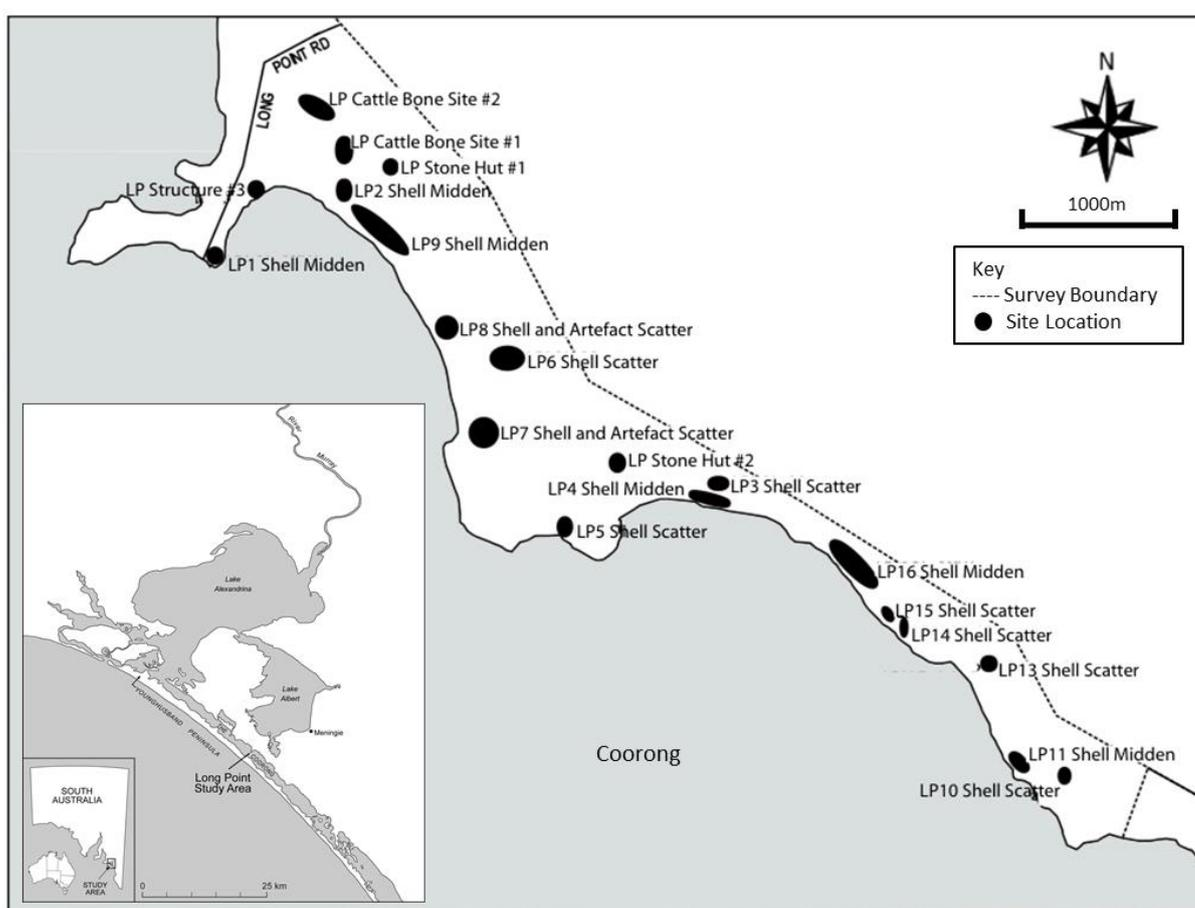 LONG
POINT RD
LP Cattle Bone Site #2
LP Cattle Bone Site #1
LP Stone Hut #1
LP Structure #3
LP2 Shell Midden
LP9 Shell Midden
LP1 Shell Midden
LP8 Shell and Artefact Scatter
LP6 Shell Scatter
LP7 Shell and Artefact Scatter
LP Stone Hut #2
LP4 Shell Midden
LP3 Shell Scatter
LP5 Shell Scatter
LP16 Shell Midden
LP15 Shell Scatter
LP14 Shell Scatter
LP13 Shell Scatter
LP11 Shell Midden
LP10 Shell Scatter
Coorong
N
1000m
Key
Survey Boundary
Site Location
River
Murray
Lake
Alexandrina
Lake
Albert
Meningie
YOUNGHUSBAND
PENINSULA
THE
COORONG
Long Point
Study Area
SOUTH
AUSTRALIA
STUDY
AREA
0
25 km